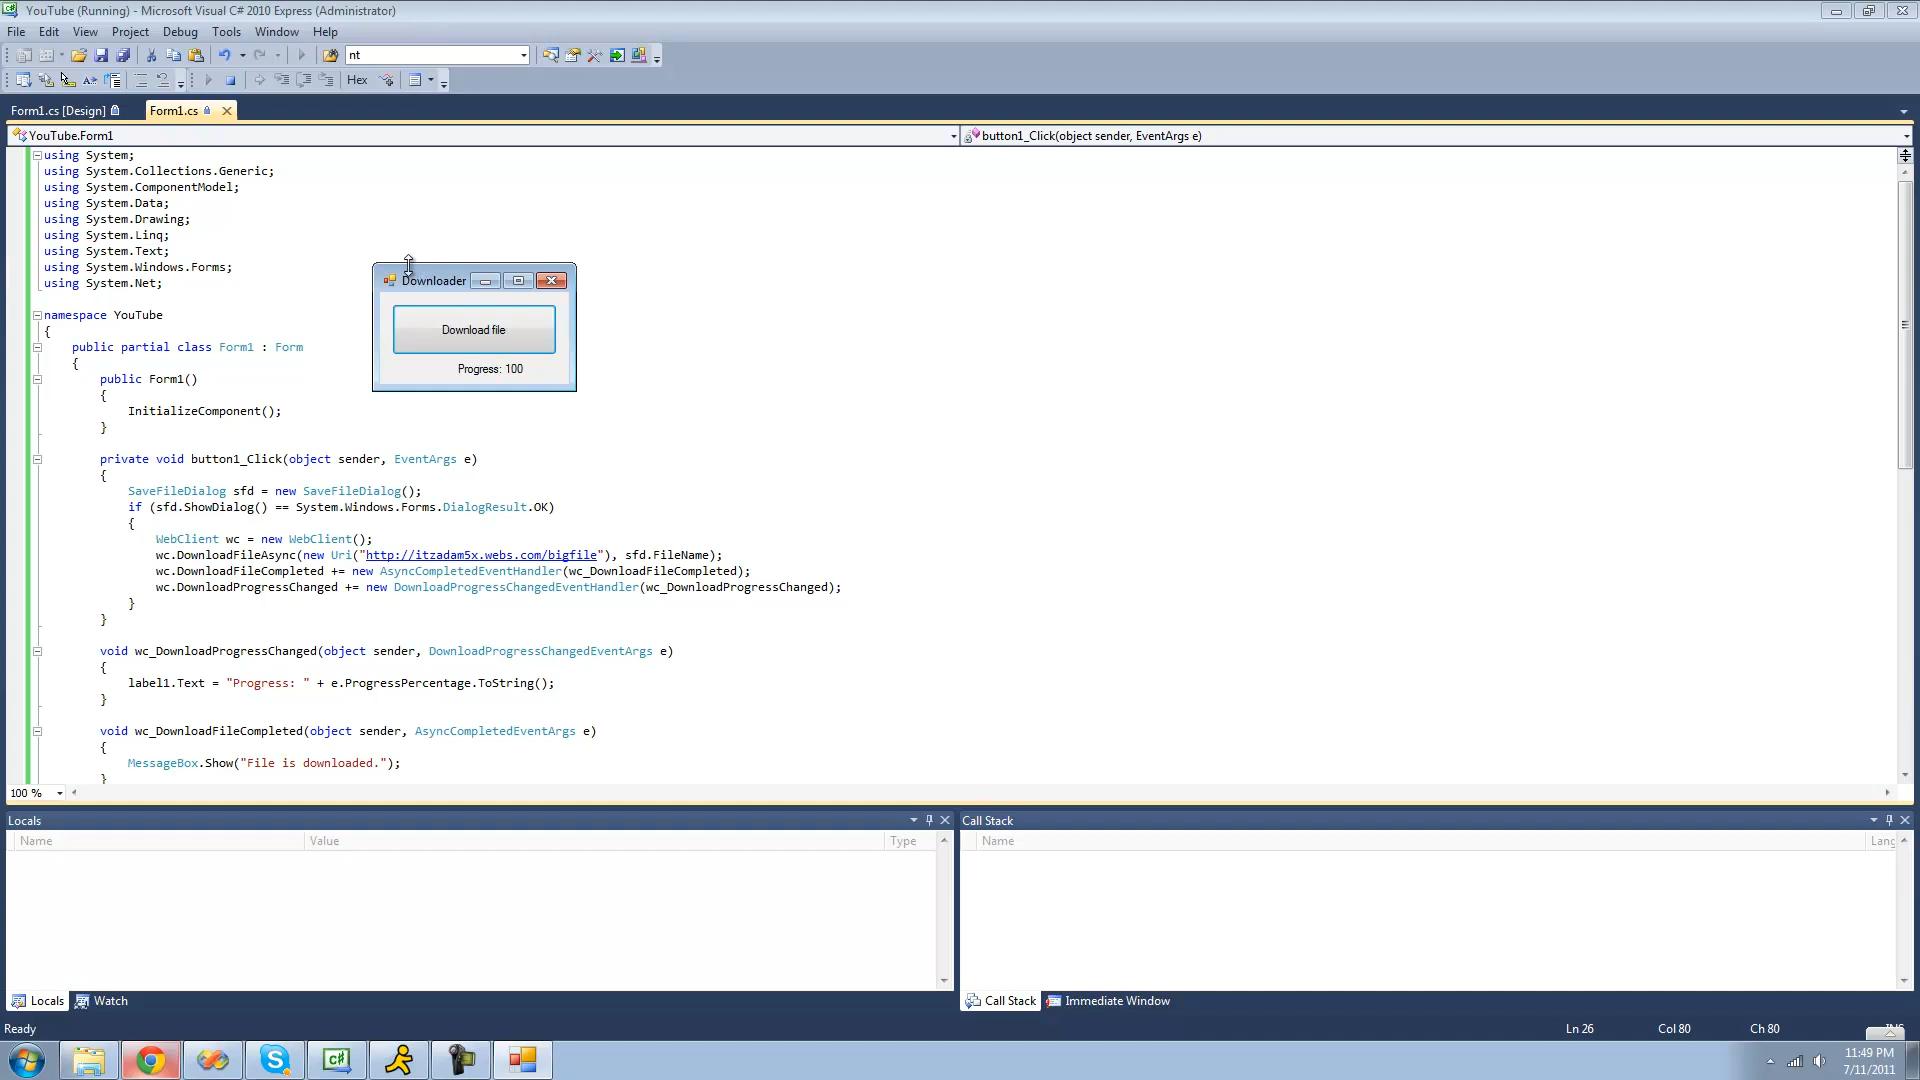 YouTube (Running) - Microsoft Visual C# 2010 Express (Administrator)
File Edit View Project Debug Tools Window Help
nt
Hex
Form1.cs [Design] Form1.cs
YouTube.Form1 button1_Click(object sender, EventArgs e)
using System;
using System.Collections.Generic;
using System.ComponentModel;
using System.Data;
using System.Drawing;
using System.Linq;
using System.Text;
using System.Windows.Forms;
using System.Net;
Downloader
Download file
Progress: 100
namespace YouTube
{
public partial class Form1 : Form
{
public Form1()
{
InitializeComponent();
}
private void button1_Click(object sender, EventArgs e)
{
SaveFileDialog sfd = new SaveFileDialog();
if (sfd.ShowDialog() == System.Windows.Forms.DialogResult.OK)
{
WebClient wc = new WebClient();
wc.DownloadFileAsync(new Uri("http://itzadam5x.webs.com/bigfile"), sfd.FileName);
wc.DownloadFileCompleted += new AsyncCompletedEventHandler(wc_DownloadFileCompleted);
wc.DownloadProgressChanged += new DownloadProgressChangedEventHandler(wc_DownloadProgressChanged);
}
}
void wc_DownloadProgressChanged(object sender, DownloadProgressChangedEventArgs e)
{
label1.Text = "Progress: " + e.ProgressPercentage.ToString();
}
void wc_DownloadFileCompleted(object sender, AsyncCompletedEventArgs e)
{
MessageBox.Show("File is downloaded.");
}
100 %
Locals
Name Value Type
Call Stack
Name Lang
Locals Watch
Call Stack Immediate Window
Ready Ln 26 Col 80 Ch 80
11:49 PM
7/11/2011